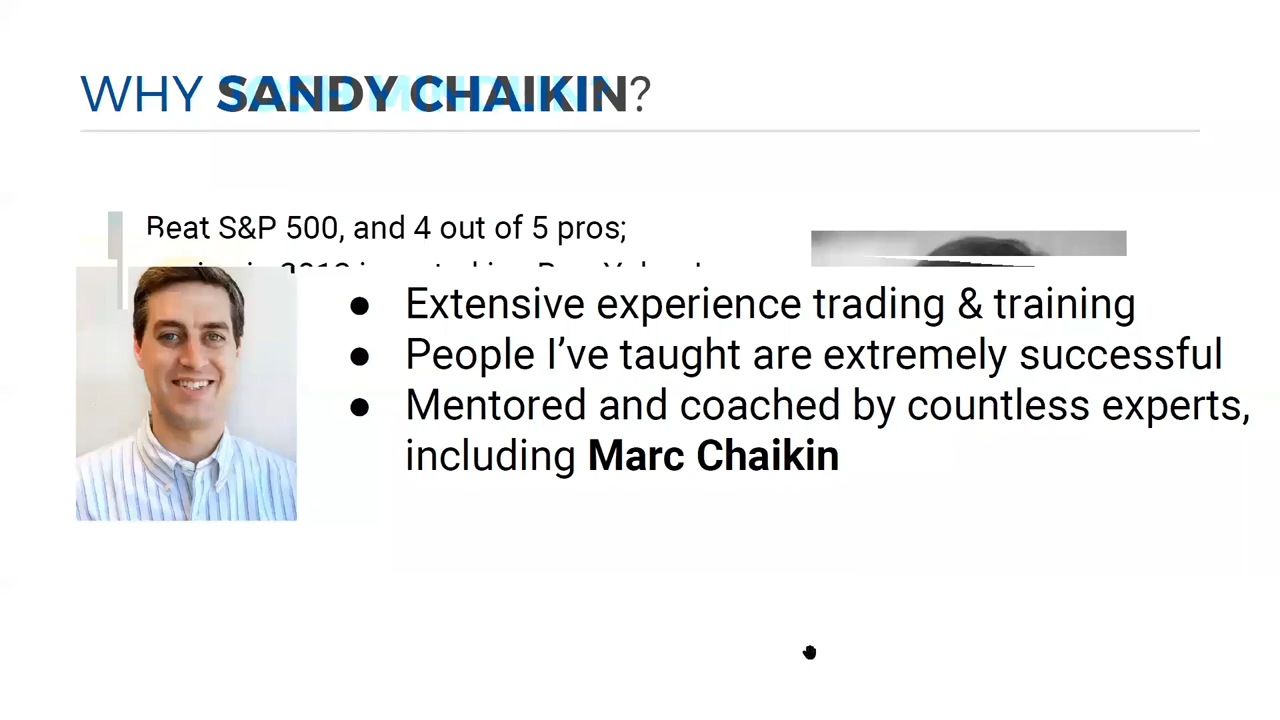 WHY SANDY CHAIKIN?
Beat S&P 500, and 4 out of 5 pros;
● Extensive experience trading & training
● People I’ve taught are extremely successful
● Mentored and coached by countless experts,
including Marc Chaikin